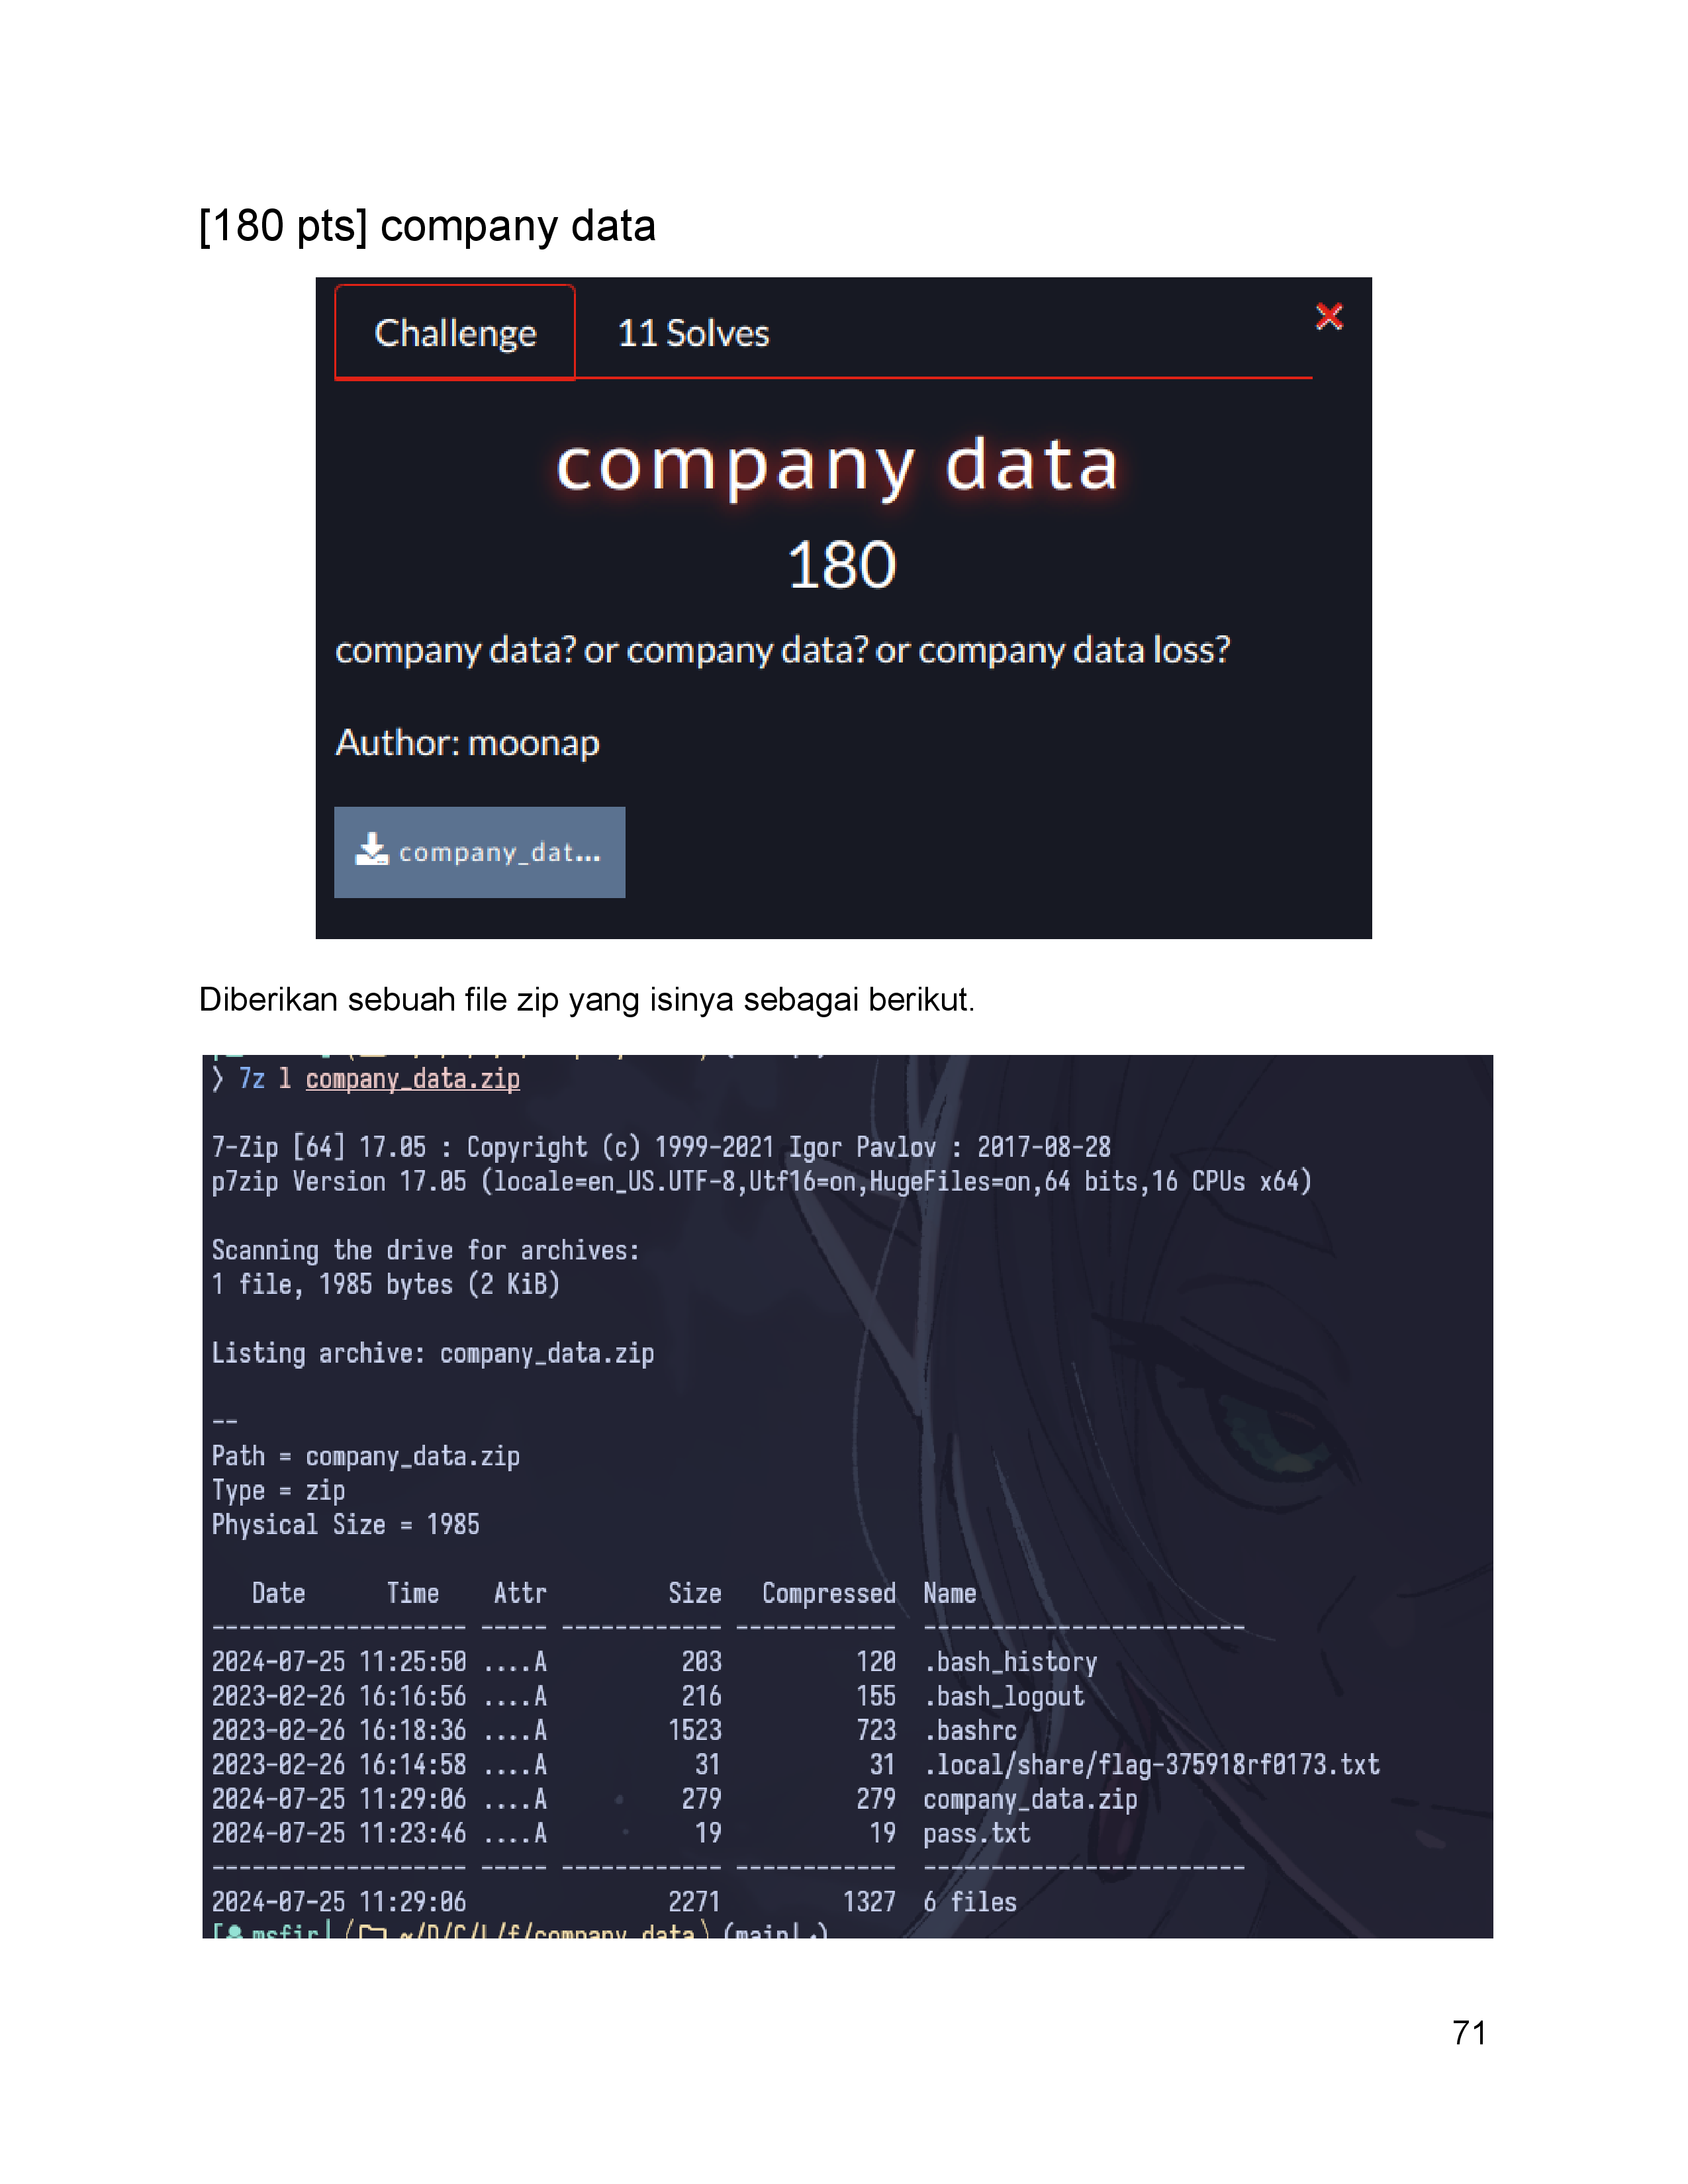 [180 pts] company data
Challenge
11 Solves
company data
180
company data? or company data? or company data loss?
Author: moonap
company_dat...
Diberikan sebuah file zip yang isinya sebagai berikut.
❯ 7z l company_data.zip
7-Zip [64] 17.05 : Copyright (c) 1999-2021 Igor Pavlov : 2017-08-28
p7zip Version 17.05 (locale=en_US.UTF-8,Utf16=on,HugeFiles=on,64 bits,16 CPUs x64)
Scanning the drive for archives:
1 file, 1985 bytes (2 KiB)
Listing archive: company_data.zip
--
Path = company_data.zip
Type = zip
Physical Size = 1985
Date Time Attr Size Compressed Name
------------------- ----- ------------ ------------ ------------------------
2024-07-25 11:25:50 ....A 203 120 .bash_history
2023-02-26 16:16:56 ....A 216 155 .bash_logout
2023-02-26 16:18:36 ....A 1523 723 .bashrc
2023-02-26 16:14:58 ....A 31 31 .local/share/flag-375918rf0173.txt
2024-07-25 11:29:06 ....A 279 279 company_data.zip
2024-07-25 11:23:46 ....A 19 19 pass.txt
------------------- ----- ------------ ------------ ------------------------
2024-07-25 11:29:06 2271 1327 6 files
msfir ~/D/C/L/f/company_data (main
71